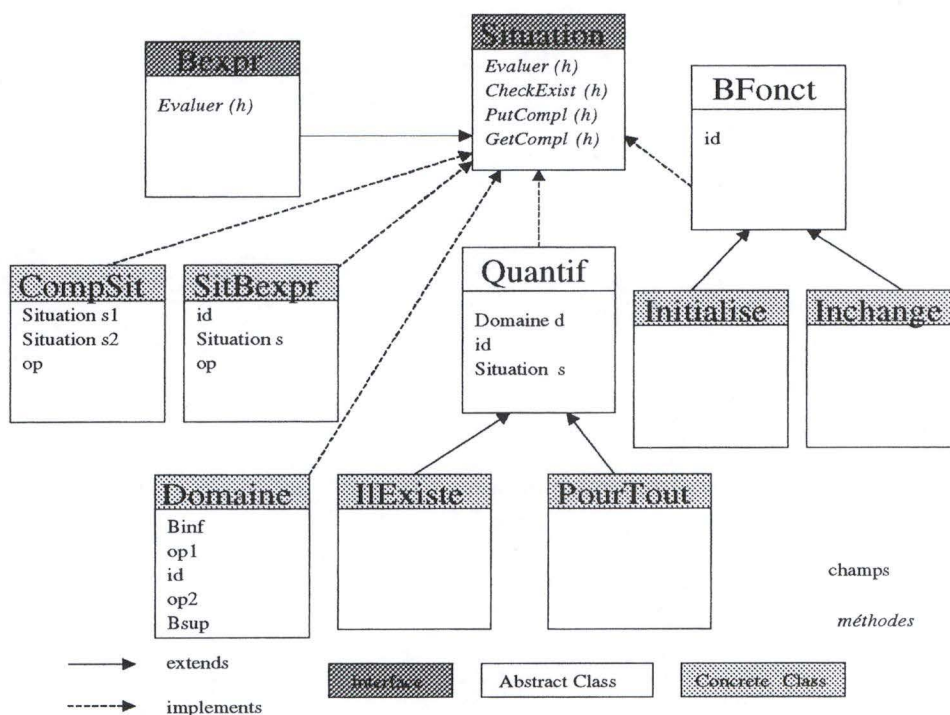 Bexpr
Evaluer (h)
Situation
Evaluer (h)
CheckExist (h)
PutCompl (h)
GetCompl (h)
BFonct
id
CompSit
Situation s1
Situation s2
op
SitBexpr
id
Situation s
op
Quantif
Domaine d
id
Situation s
Initialise
Inchange
Domaine
Binf
op1
id
op2
Bsup
IlExiste
PourTout
champs
méthodes
extends
implements
Interface
Abstract Class
Concrete Class